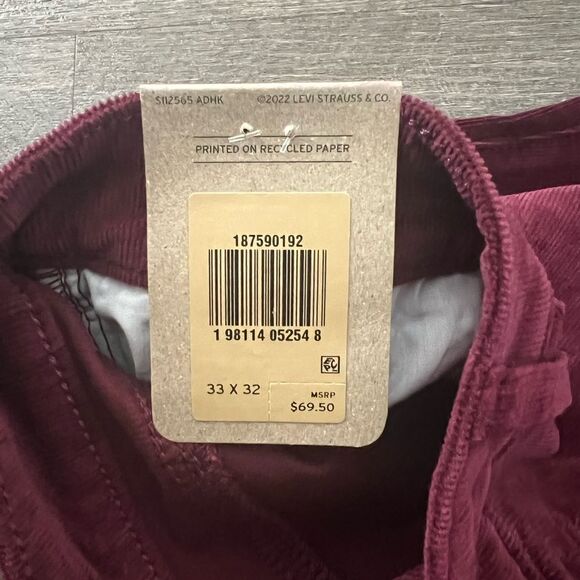 S112565 ADHK ©2022 LEVI STRAUSS & CO.
PRINTED ON RECYCLED PAPER
187590192
1 98114 05254 8
33 X 32
MSRP
$69.50